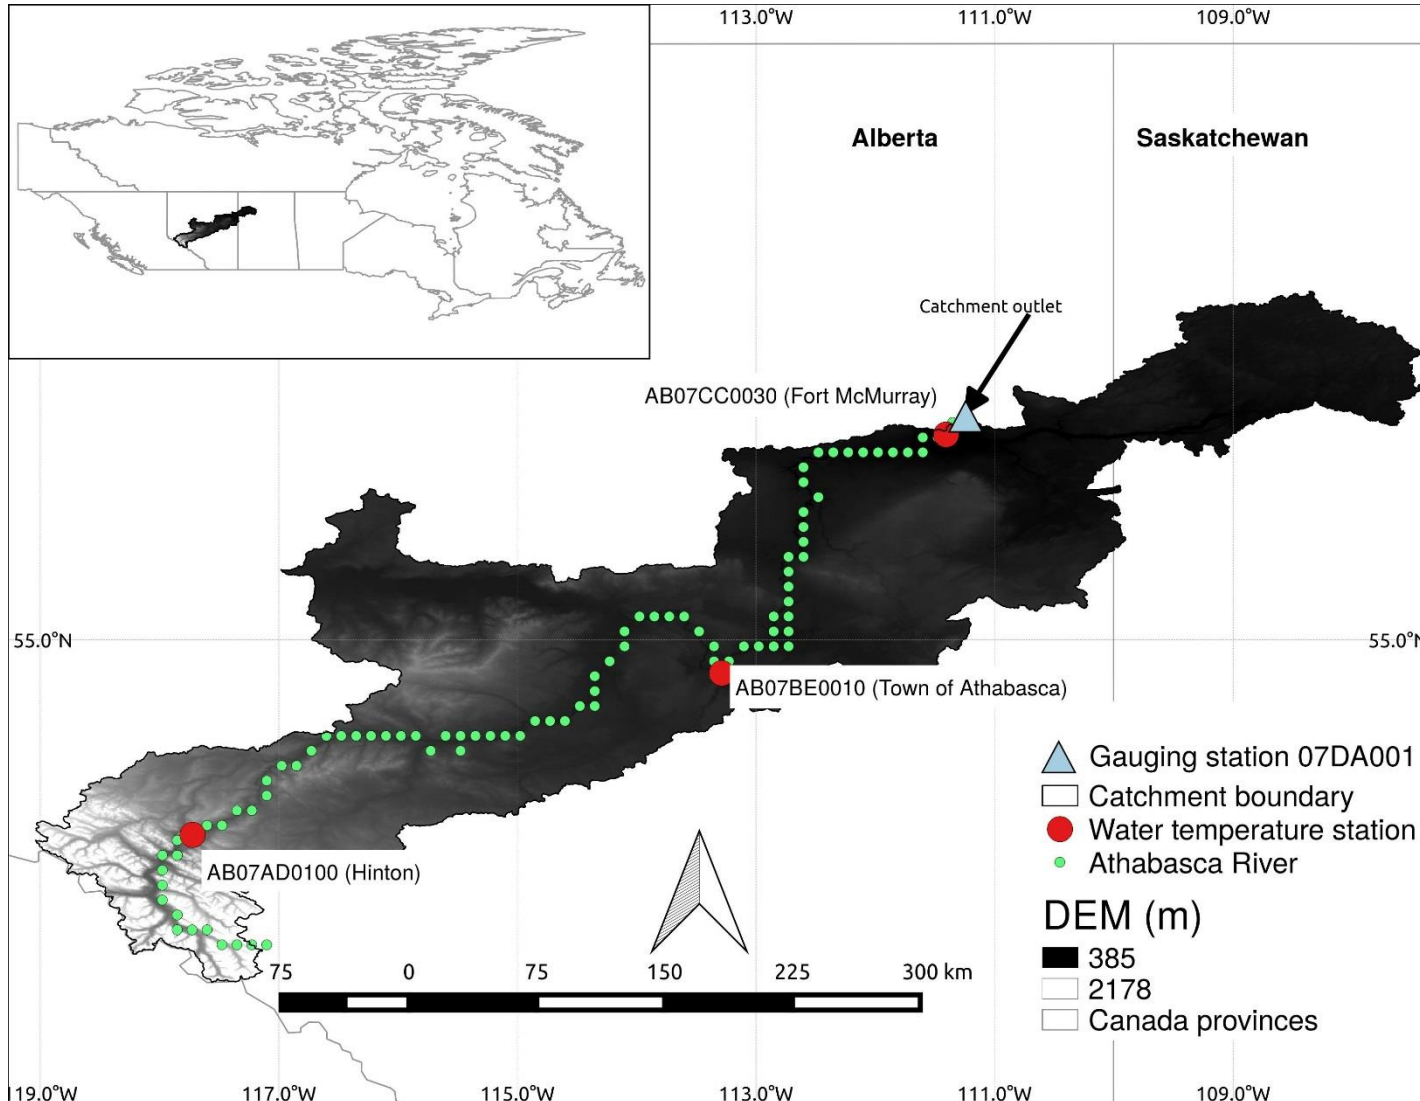 113.0°W 111.0°W 109.0°W
Alberta Saskatchewan
Catchment outlet
AB07CC0030 (Fort McMurray)
55.0°N 55.0°N
AB07BE0010 (Town of Athabasca)
Gauging station 07DA001
Catchment boundary
Water temperature station
Athabasca River
AB07AD0100 (Hinton)
DEM (m)
385
2178
Canada provinces
75 0 75 150 225 300 km
119.0°W 117.0°W 115.0°W 113.0°W 111.0°W 109.0°W